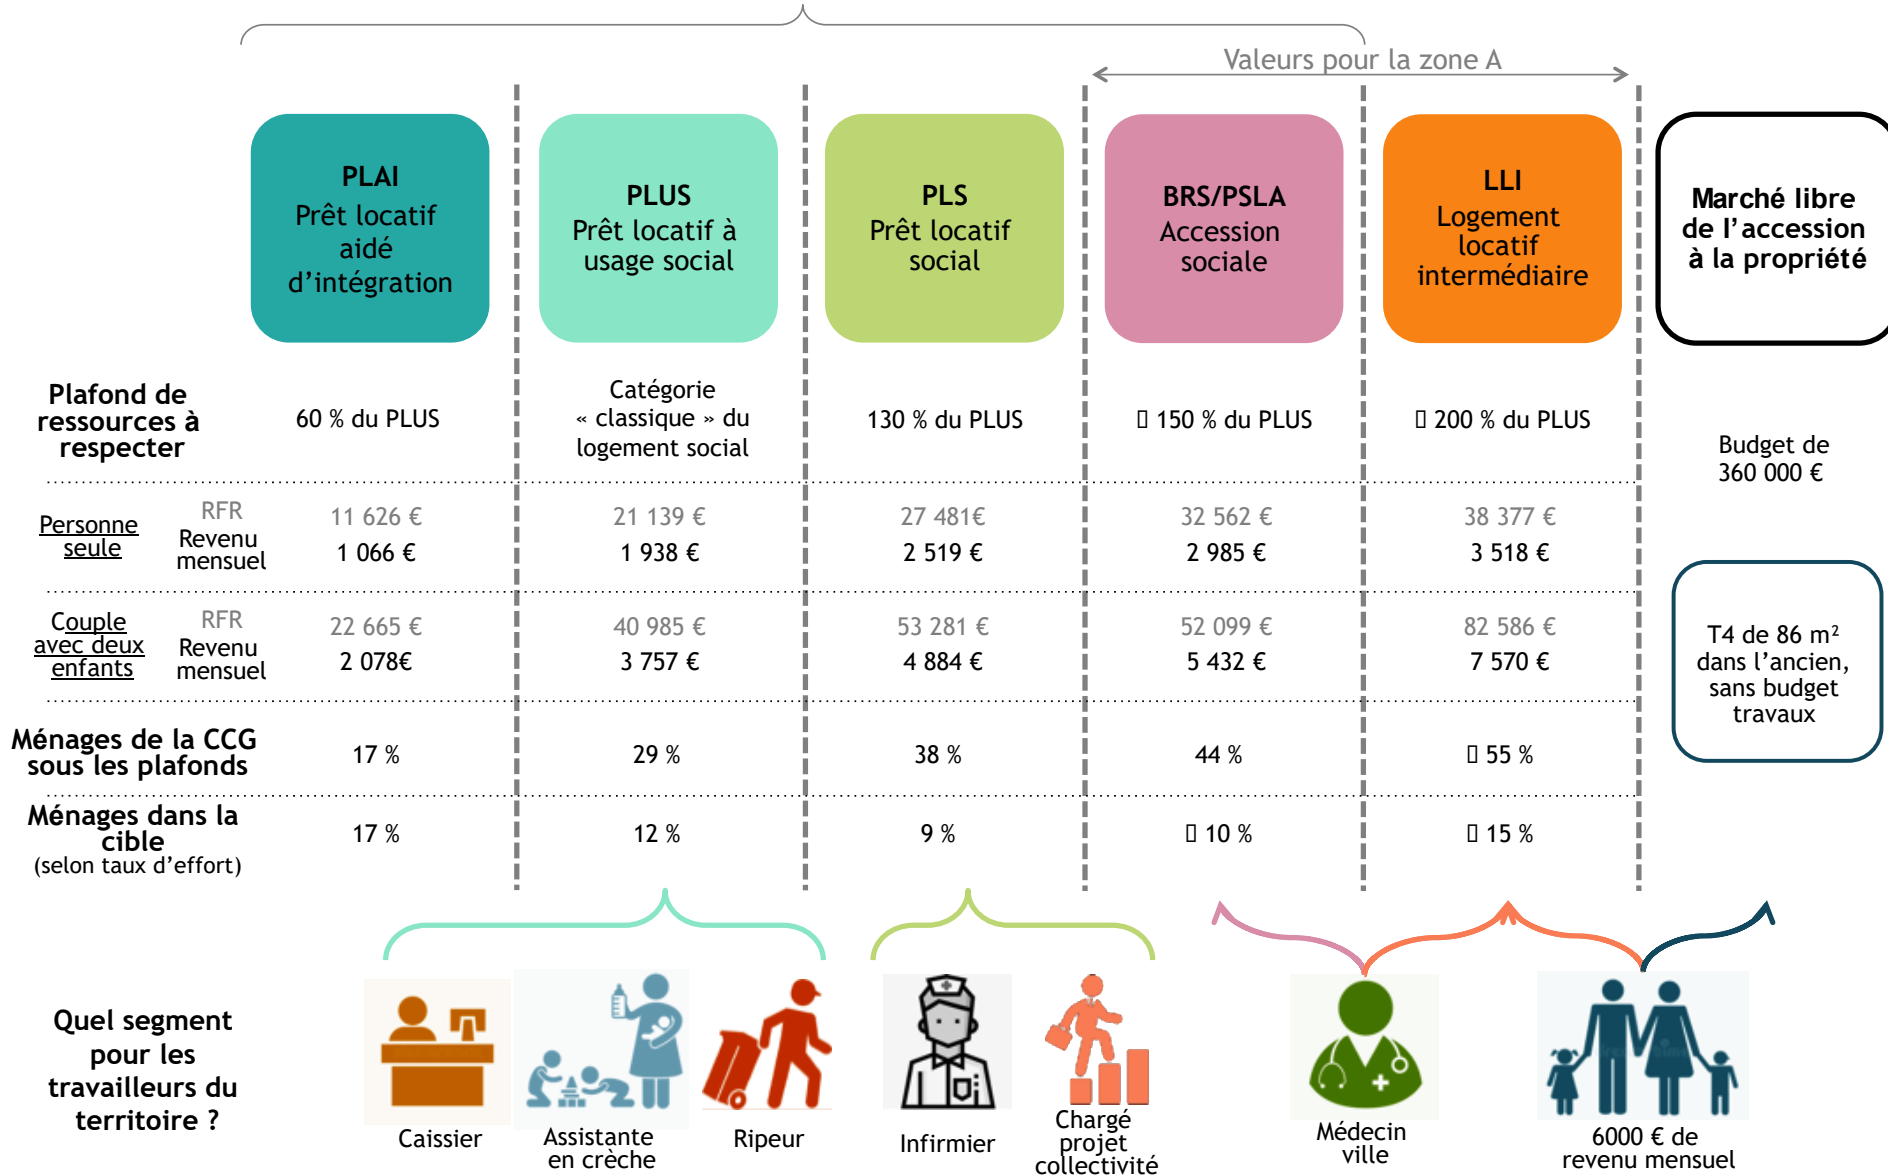 Valeurs pour la zone A
PLAI
Prêt locatif
aidé
d’intégration
PLUS
Prêt locatif à
usage social
PLS
Prêt locatif
social
BRS/PSLA
Accession
sociale
LLI
Logement
locatif
intermédiaire
Marché libre
de l’accession
à la propriété
Plafond de
ressources à
respecter
60 % du PLUS
Catégorie
« classique » du
logement social
130 % du PLUS
▯ 150 % du PLUS
▯ 200 % du PLUS
Budget de
360 000 €
Personne
seule
RFR
Revenu
mensuel
11 626 €
1 066 €
21 139 €
1 938 €
27 481€
2 519 €
32 562 €
2 985 €
38 377 €
3 518 €
Couple
avec deux
enfants
RFR
Revenu
mensuel
22 665 €
2 078€
40 985 €
3 757 €
53 281 €
4 884 €
52 099 €
5 432 €
82 586 €
7 570 €
T4 de 86 m²
dans l’ancien,
sans budget
travaux
Ménages de la CCG
sous les plafonds
17 %
29 %
38 %
44 %
▯ 55 %
Ménages dans la
cible
(selon taux d’effort)
17 %
12 %
9 %
▯ 10 %
▯ 15 %
Quel segment
pour les
travailleurs du
territoire ?
Caissier
Assistante
en crèche
Ripeur
Infirmier
Chargé
projet
collectivité
Médecin
ville
6000 € de
revenu mensuel